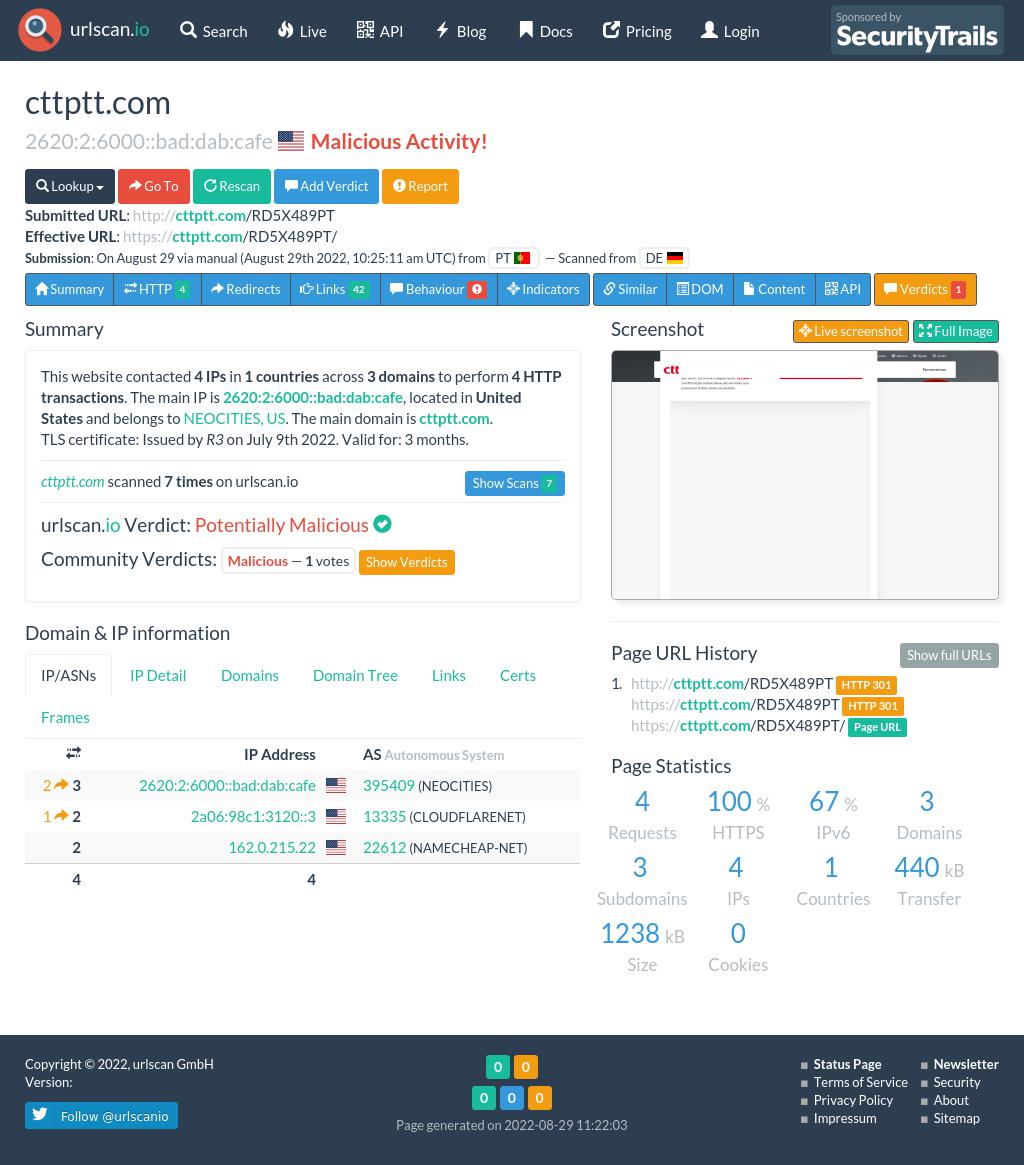 urlscan.io Search Live API Blog Docs Pricing Login Sponsored by
SecurityTrails
cttptt.com
2620:2:6000::bad:dab:cafe Malicious Activity!
Lookup Go To Rescan Add Verdict Report
Submitted URL: http://cttptt.com/RD5X489PT
Effective URL: https://cttptt.com/RD5X489PT/
Submission: On August 29 via manual (August 29th 2022, 10:25:11 am UTC) from PT — Scanned from DE
Summary HTTP 4 Redirects Links 42 Behaviour Indicators Similar DOM Content API Verdicts 1
Summary
This website contacted 4 IPs in 1 countries across 3 domains to perform 4 HTTP
transactions. The main IP is 2620:2:6000::bad:dab:cafe, located in United
States and belongs to NEOCITIES, US. The main domain is cttptt.com.
TLS certificate: Issued by R3 on July 9th 2022. Valid for: 3 months.
cttptt.com scanned 7 times on urlscan.io Show Scans 7
urlscan.io Verdict: Potentially Malicious
Community Verdicts: Malicious — 1 votes Show Verdicts
Screenshot Live screenshot Full Image
ctt
Domain & IP information
IP/ASNs IP Detail Domains Domain Tree Links Certs
Frames
IP Address AS Autonomous System
2 3 2620:2:6000::bad:dab:cafe 395409 (NEOCITIES)
1 2 2a06:98c1:3120::3 13335 (CLOUDFLARENET)
2 162.0.215.22 22612 (NAMECHEAP-NET)
4 4
Page URL History Show full URLs
1. http://cttptt.com/RD5X489PT HTTP 301
https://cttptt.com/RD5X489PT HTTP 301
https://cttptt.com/RD5X489PT/ Page URL
Page Statistics
4 100 % 67 % 3
Requests HTTPS IPv6 Domains
3 4 1 440 kB
Subdomains IPs Countries Transfer
1238 kB 0
Size Cookies
Copyright © 2022, urlscan GmbH
Version:
Follow @urlscanio
0 0
0 0 0
Page generated on 2022-08-29 11:22:03
Status Page Newsletter
Terms of Service Security
Privacy Policy About
Impressum Sitemap